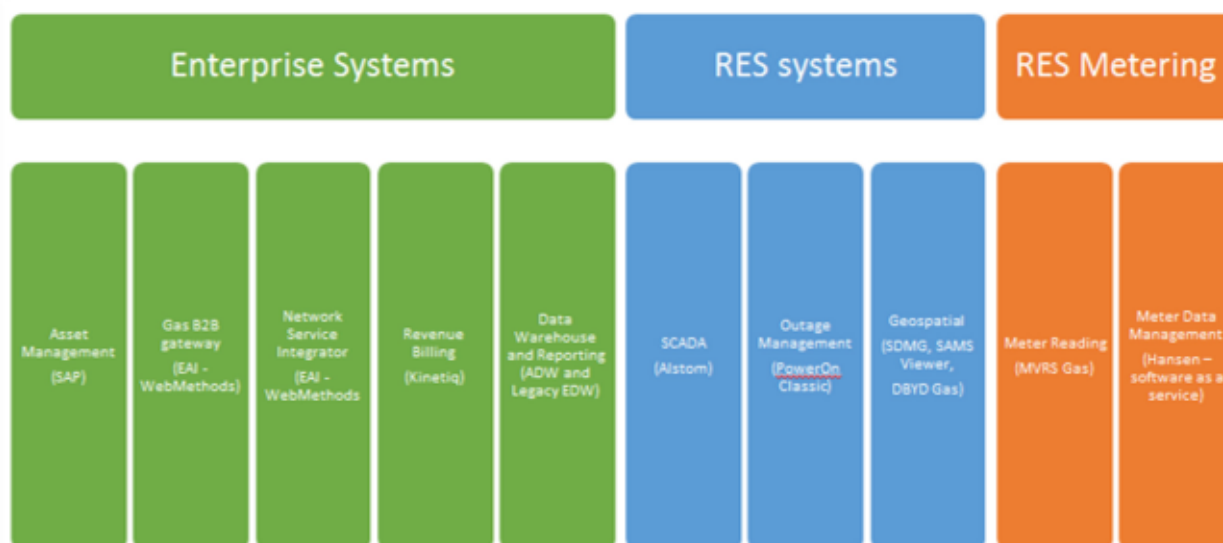 Enterprise Systems
RES systems
RES Metering
Asset
Management
(SAP)
Gas B2B
gateway
(EAI -
WebMethods)
Network
Service
Integrator
(EAI -
WebMethods
Revenue
Billing
(Kinetiq)
Data
Warehouse
and Reporting
(ADW and
Legacy EDW)
SCADA
(Alstom)
Outage
Management
(PowerOn
Classic)
Geospatial
(SDMG, SAMS
Viewer,
DBYD Gas)
Meter Reading
(MVRS Gas)
Meter Data
Management
(Hansen –
software as a
service)